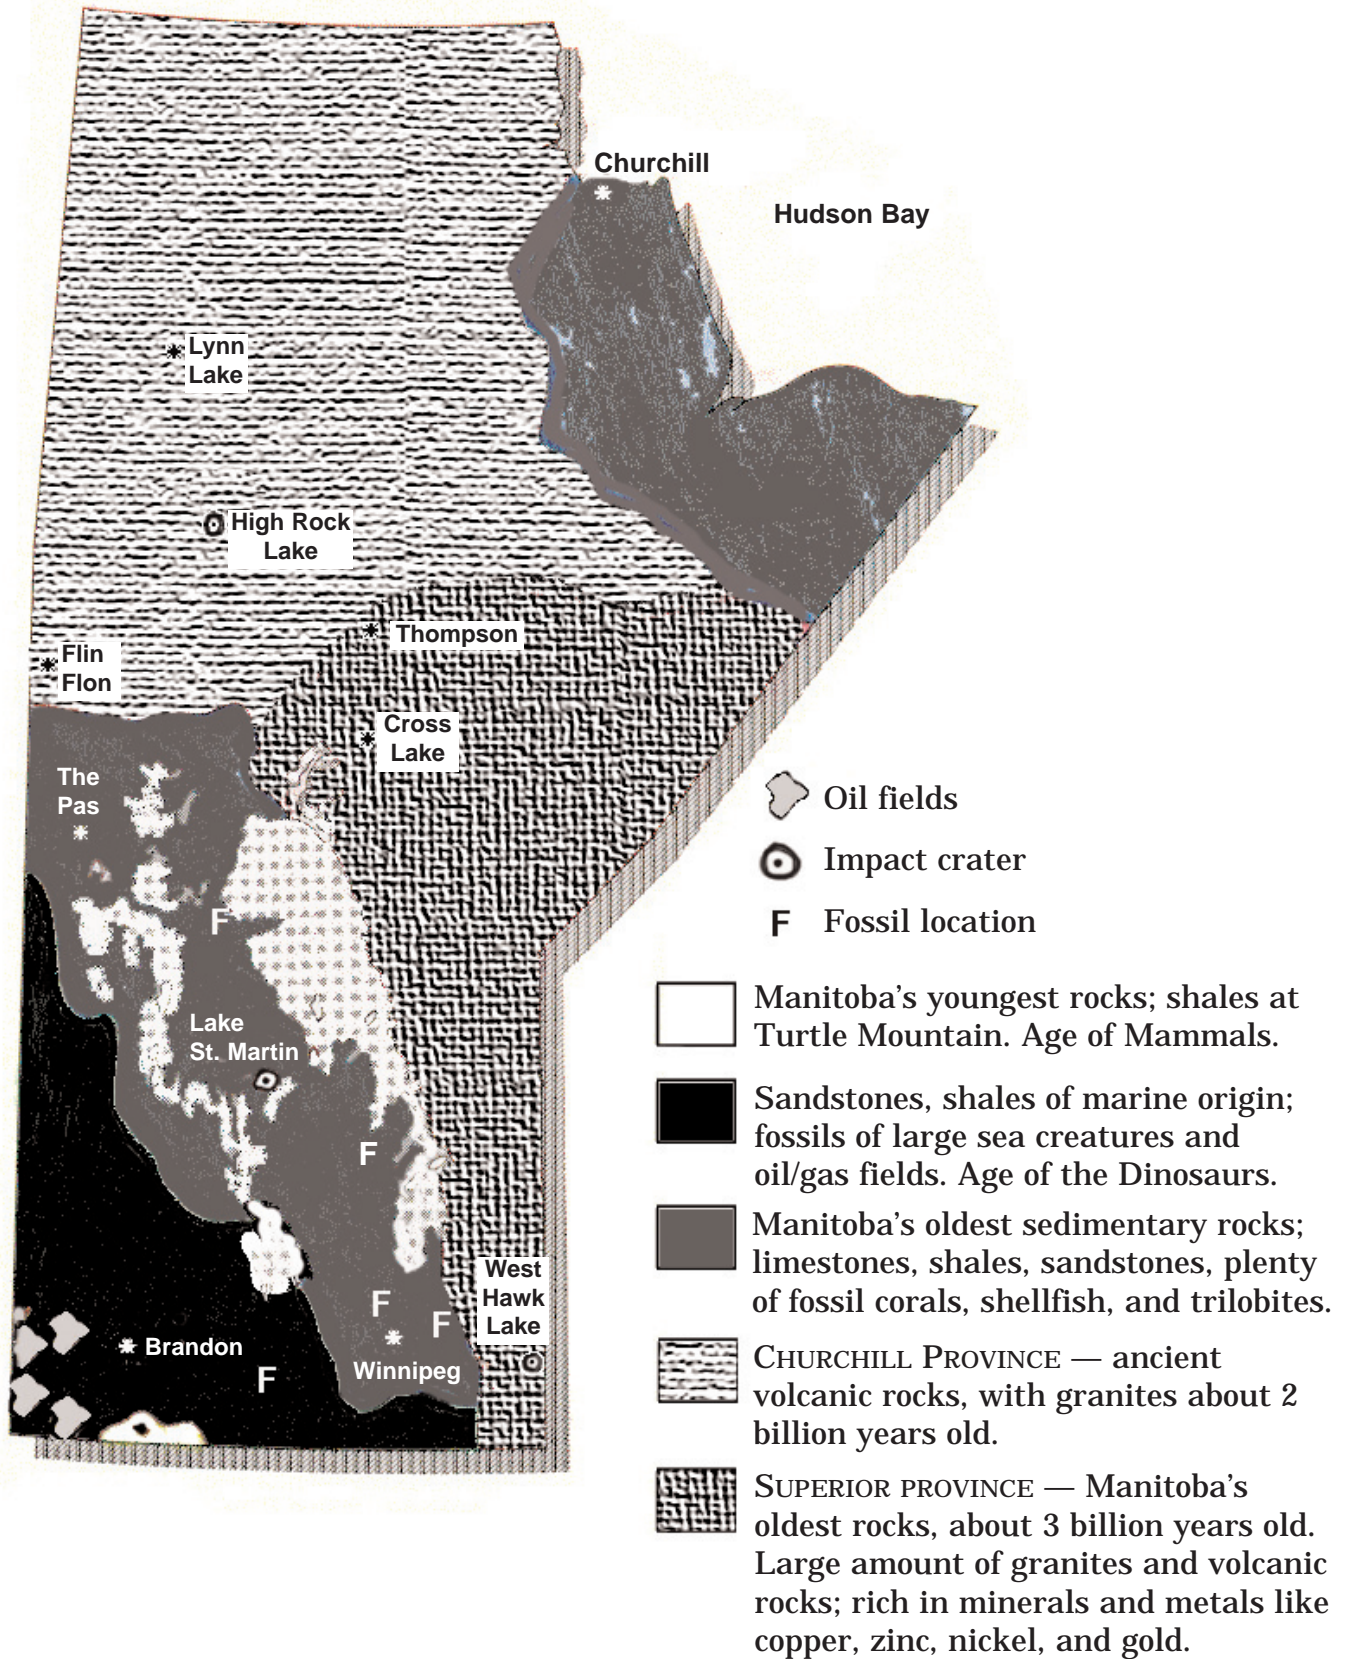 Churchill
Hudson Bay
Lynn
Lake
High Rock
Lake
Thompson
Flin
Flon
Cross
Lake
The
Pas
Oil fields
Impact crater
F
F Fossil location
Manitoba's youngest rocks; shales at
Turtle Mountain. Age of Mammals.
Lake
St. Martin
Sandstones, shales of marine origin;
fossils of large sea creatures and
oil/gas fields. Age of the Dinosaurs.
F
Manitoba's oldest sedimentary rocks;
limestones, shales, sandstones, plenty
of fossil corals, shellfish, and trilobites.
West
Hawk
Lake
F
F
Brandon
Winnipeg
F
CHURCHILL PROVINCE — ancient
volcanic rocks, with granites about 2
billion years old.
SUPERIOR PROVINCE — Manitoba's
oldest rocks, about 3 billion years old.
Large amount of granites and volcanic
rocks; rich in minerals and metals like
copper, zinc, nickel, and gold.